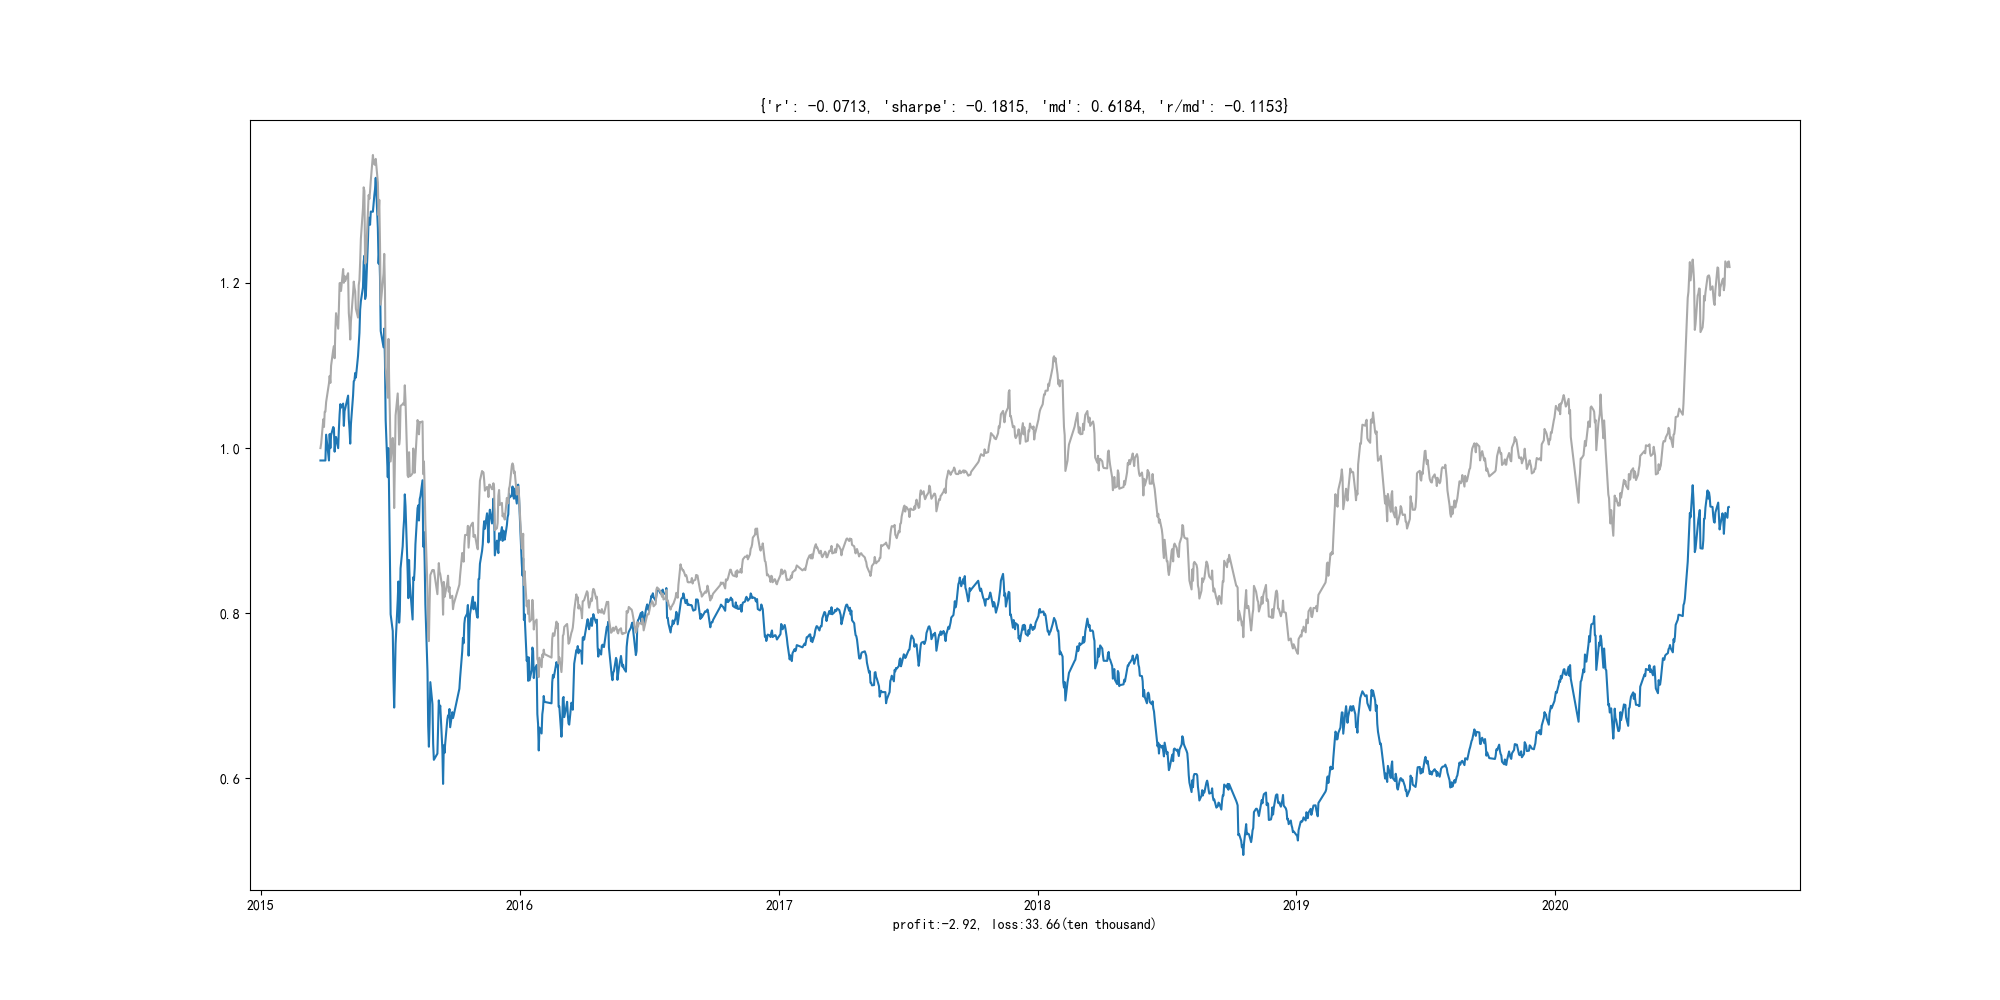 {'r': -0.0713, 'sharpe': -0.1815, 'md': 0.6184, 'r/md': -0.1153}
1.2
1.0
0.8
0.6
2015 2016 2017 2018 2019 2020
profit:-2.92, loss:33.66(ten thousand)